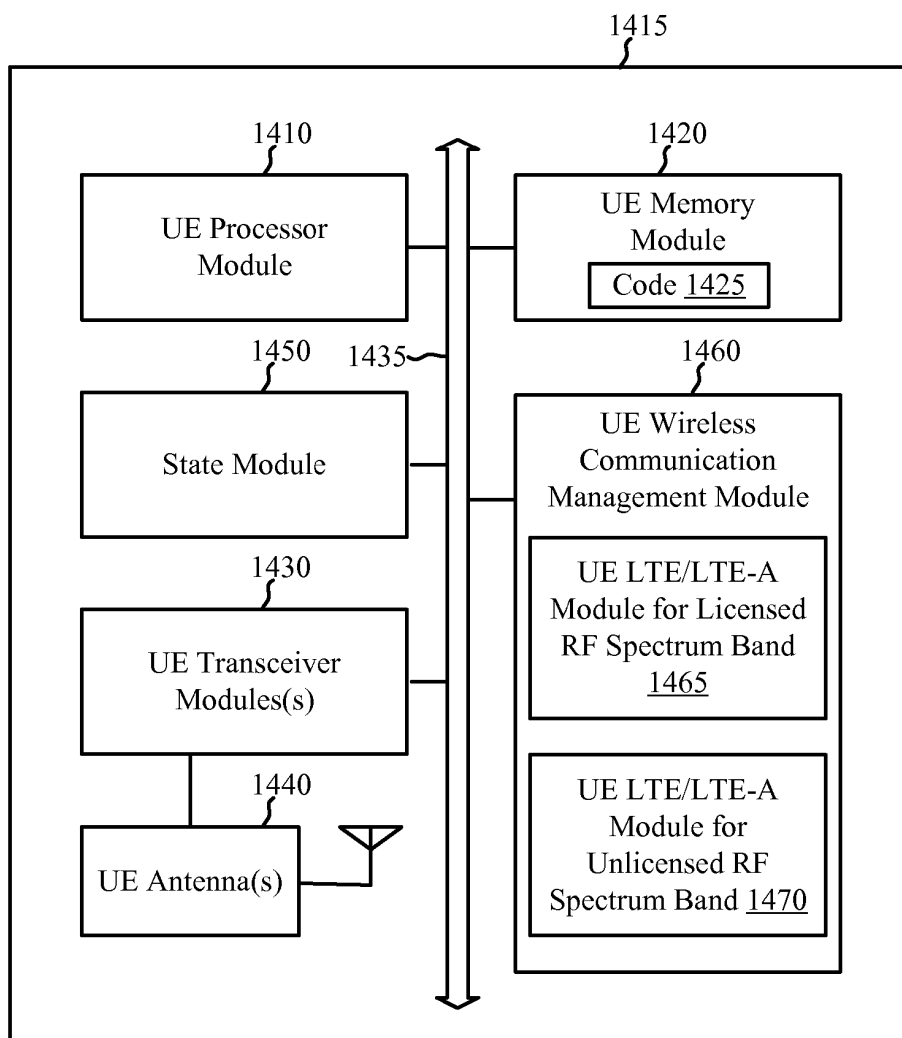 1415
1410
UE Processor
Module
1420
UE Memory
Module
Code 1425
1450
State Module
1435
1460
UE Wireless
Communication
Management Module
UE LTE/LTE-A
Module for Licensed
RF Spectrum Band
1465
1430
UE Transceiver
Modules(s)
1440
UE Antenna(s)
UE LTE/LTE-A
Module for
Unlicensed RF
Spectrum Band 1470